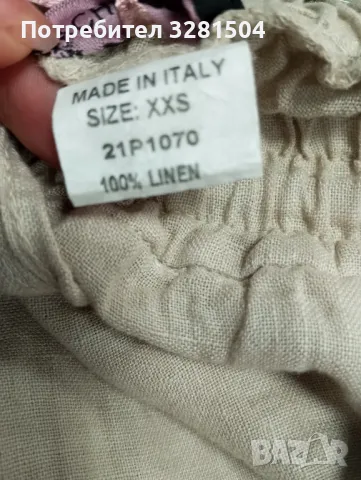 Потребител 3281504
MADE IN ITALY
SIZE: XXS
21P1070
100% LINEN
BAZAR